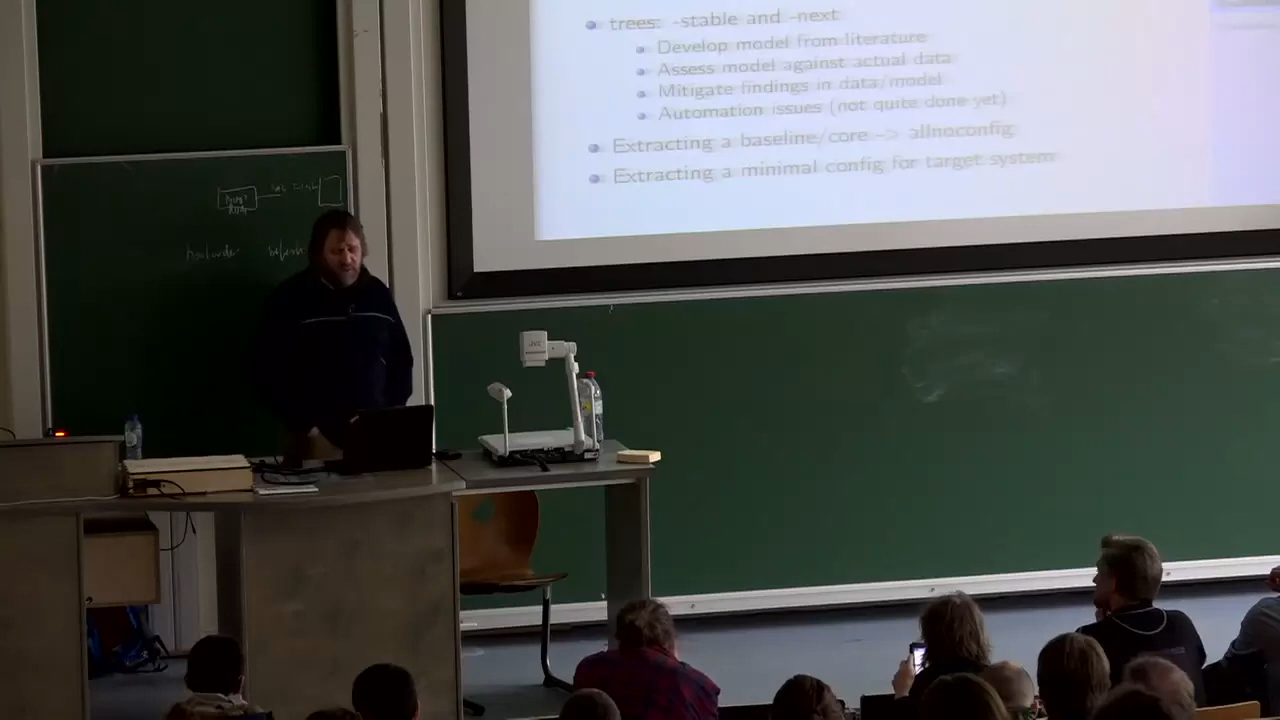 trees: -stable and -next
Develop model from literature
Assess model against actual data
Mitigate findings in data/model
Automation issues (not quite done yet)
Extracting a baseline/core -> allnoconfig
Extracting a minimal config for target system
JVC